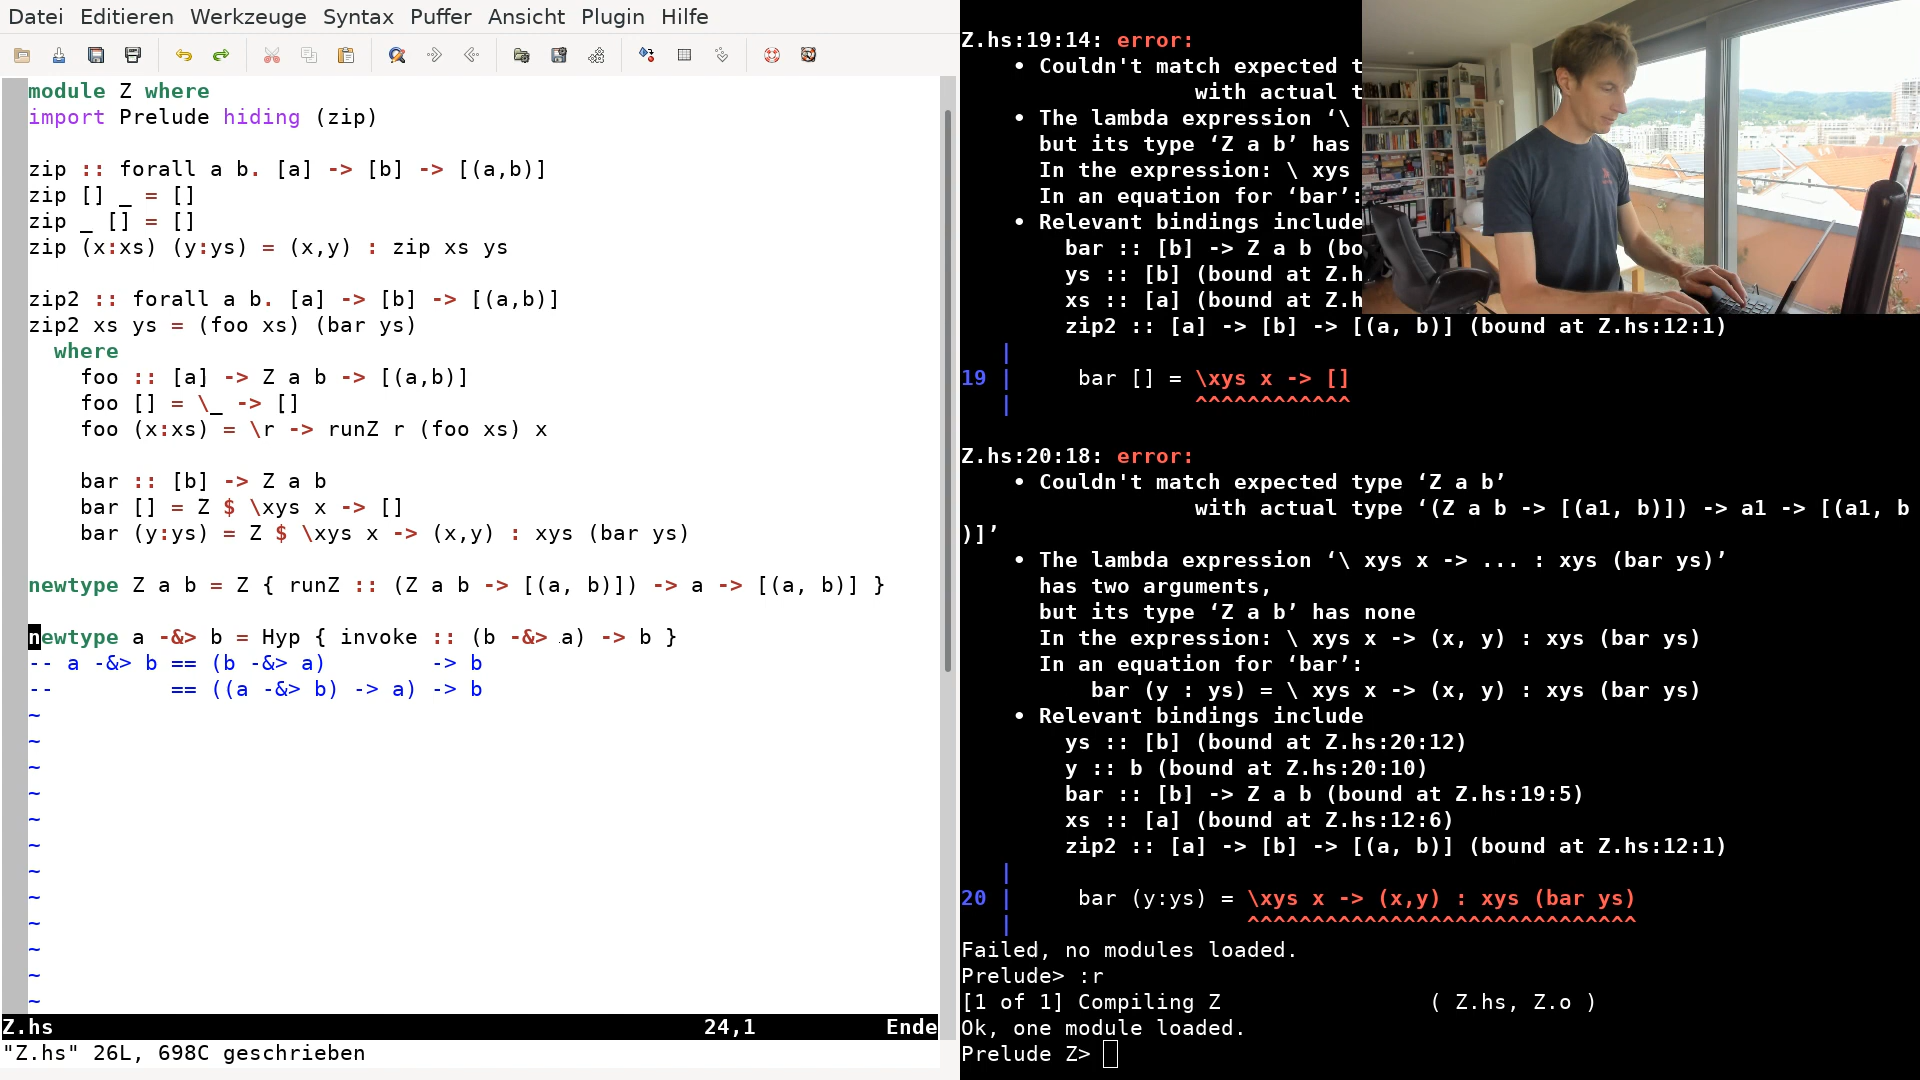 Datei Editieren Werkzeuge Syntax Puffer Ansicht Plugin Hilfe
module Z where
import Prelude hiding (zip)
zip :: forall a b. [a] -> [b] -> [(a,b)]
zip [] _ = []
zip _ [] = []
zip (x:xs) (y:ys) = (x,y) : zip xs ys
zip2 :: forall a b. [a] -> [b] -> [(a,b)]
zip2 xs ys = (foo xs) (bar ys)
  where
    foo :: [a] -> Z a b -> [(a,b)]
    foo [] = \_ -> []
    foo (x:xs) = \r -> runZ r (foo xs) x
    bar :: [b] -> Z a b
    bar [] = Z $ \xys x -> []
    bar (y:ys) = Z $ \xys x -> (x,y) : xys (bar ys)
newtype Z a b = Z { runZ :: (Z a b -> [(a, b)]) -> a -> [(a, b)] }
newtype a -&> b = Hyp { invoke :: (b -&> a) -> b }
-- a -&> b == (b -&> a)        -> b
--         == ((a -&> b) -> a) -> b
~
~
~
~
~
~
~
~
~
~
~
~
Z.hs 24,1 Ende
"Z.hs" 26L, 698C geschrieben
Z.hs:19:14: error:
    • Couldn't match expected t
                  with actual t
    • The lambda expression ‘\
      but its type ‘Z a b’ has
      In the expression: \ xys
      In an equation for ‘bar’:
    • Relevant bindings include
        bar :: [b] -> Z a b (bo
        ys :: [b] (bound at Z.h
        xs :: [a] (bound at Z.h
        zip2 :: [a] -> [b] -> [(a, b)] (bound at Z.hs:12:1)
   |
19 |     bar [] = \xys x -> []
   |              ^^^^^^^^^^^^
Z.hs:20:18: error:
    • Couldn't match expected type ‘Z a b’
                  with actual type ‘(Z a b -> [(a1, b)]) -> a1 -> [(a1, b
)]’
    • The lambda expression ‘\ xys x -> ... : xys (bar ys)’
      has two arguments,
      but its type ‘Z a b’ has none
      In the expression: \ xys x -> (x, y) : xys (bar ys)
      In an equation for ‘bar’:
          bar (y : ys) = \ xys x -> (x, y) : xys (bar ys)
    • Relevant bindings include
        ys :: [b] (bound at Z.hs:20:12)
        y :: b (bound at Z.hs:20:10)
        bar :: [b] -> Z a b (bound at Z.hs:19:5)
        xs :: [a] (bound at Z.hs:12:6)
        zip2 :: [a] -> [b] -> [(a, b)] (bound at Z.hs:12:1)
   |
20 |     bar (y:ys) = \xys x -> (x,y) : xys (bar ys)
   |                  ^^^^^^^^^^^^^^^^^^^^^^^^^^^^^^
Failed, no modules loaded.
Prelude> :r
[1 of 1] Compiling Z                ( Z.hs, Z.o )
Ok, one module loaded.
Prelude Z>